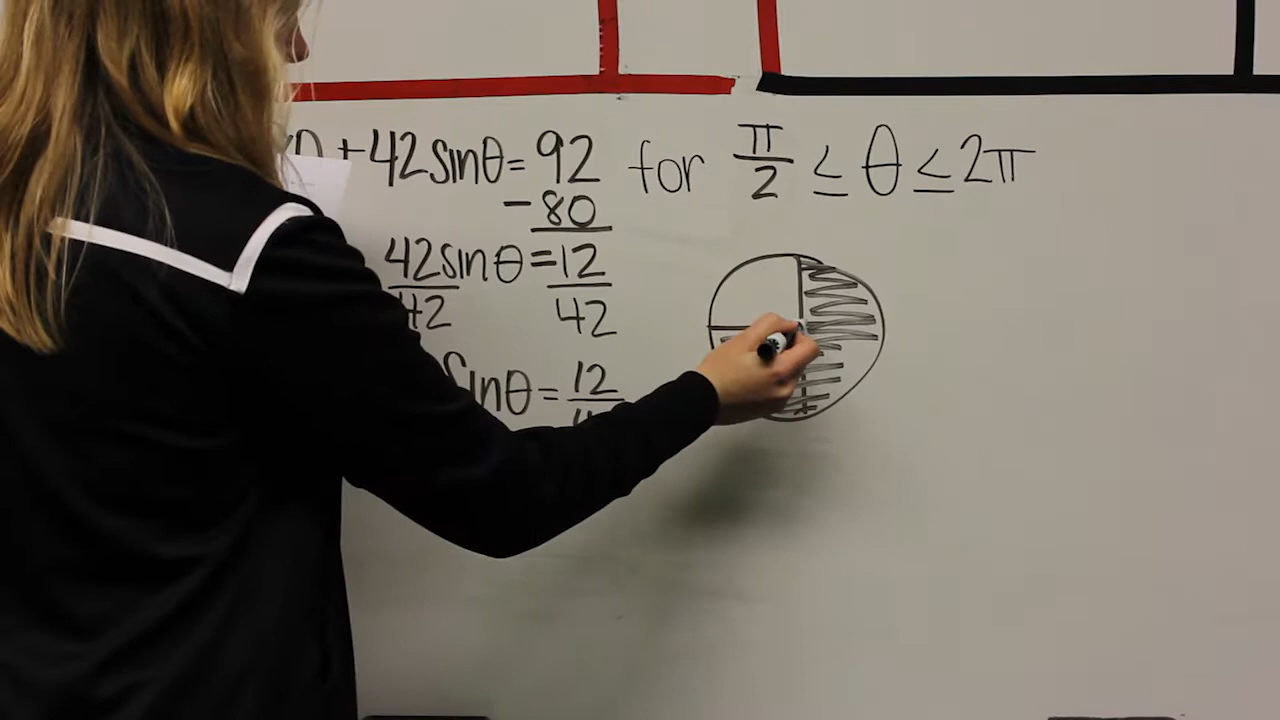 +42sinθ=92 for π/2 ≤ θ ≤ 2π
-80
42sinθ=12
42 42
sinθ=12